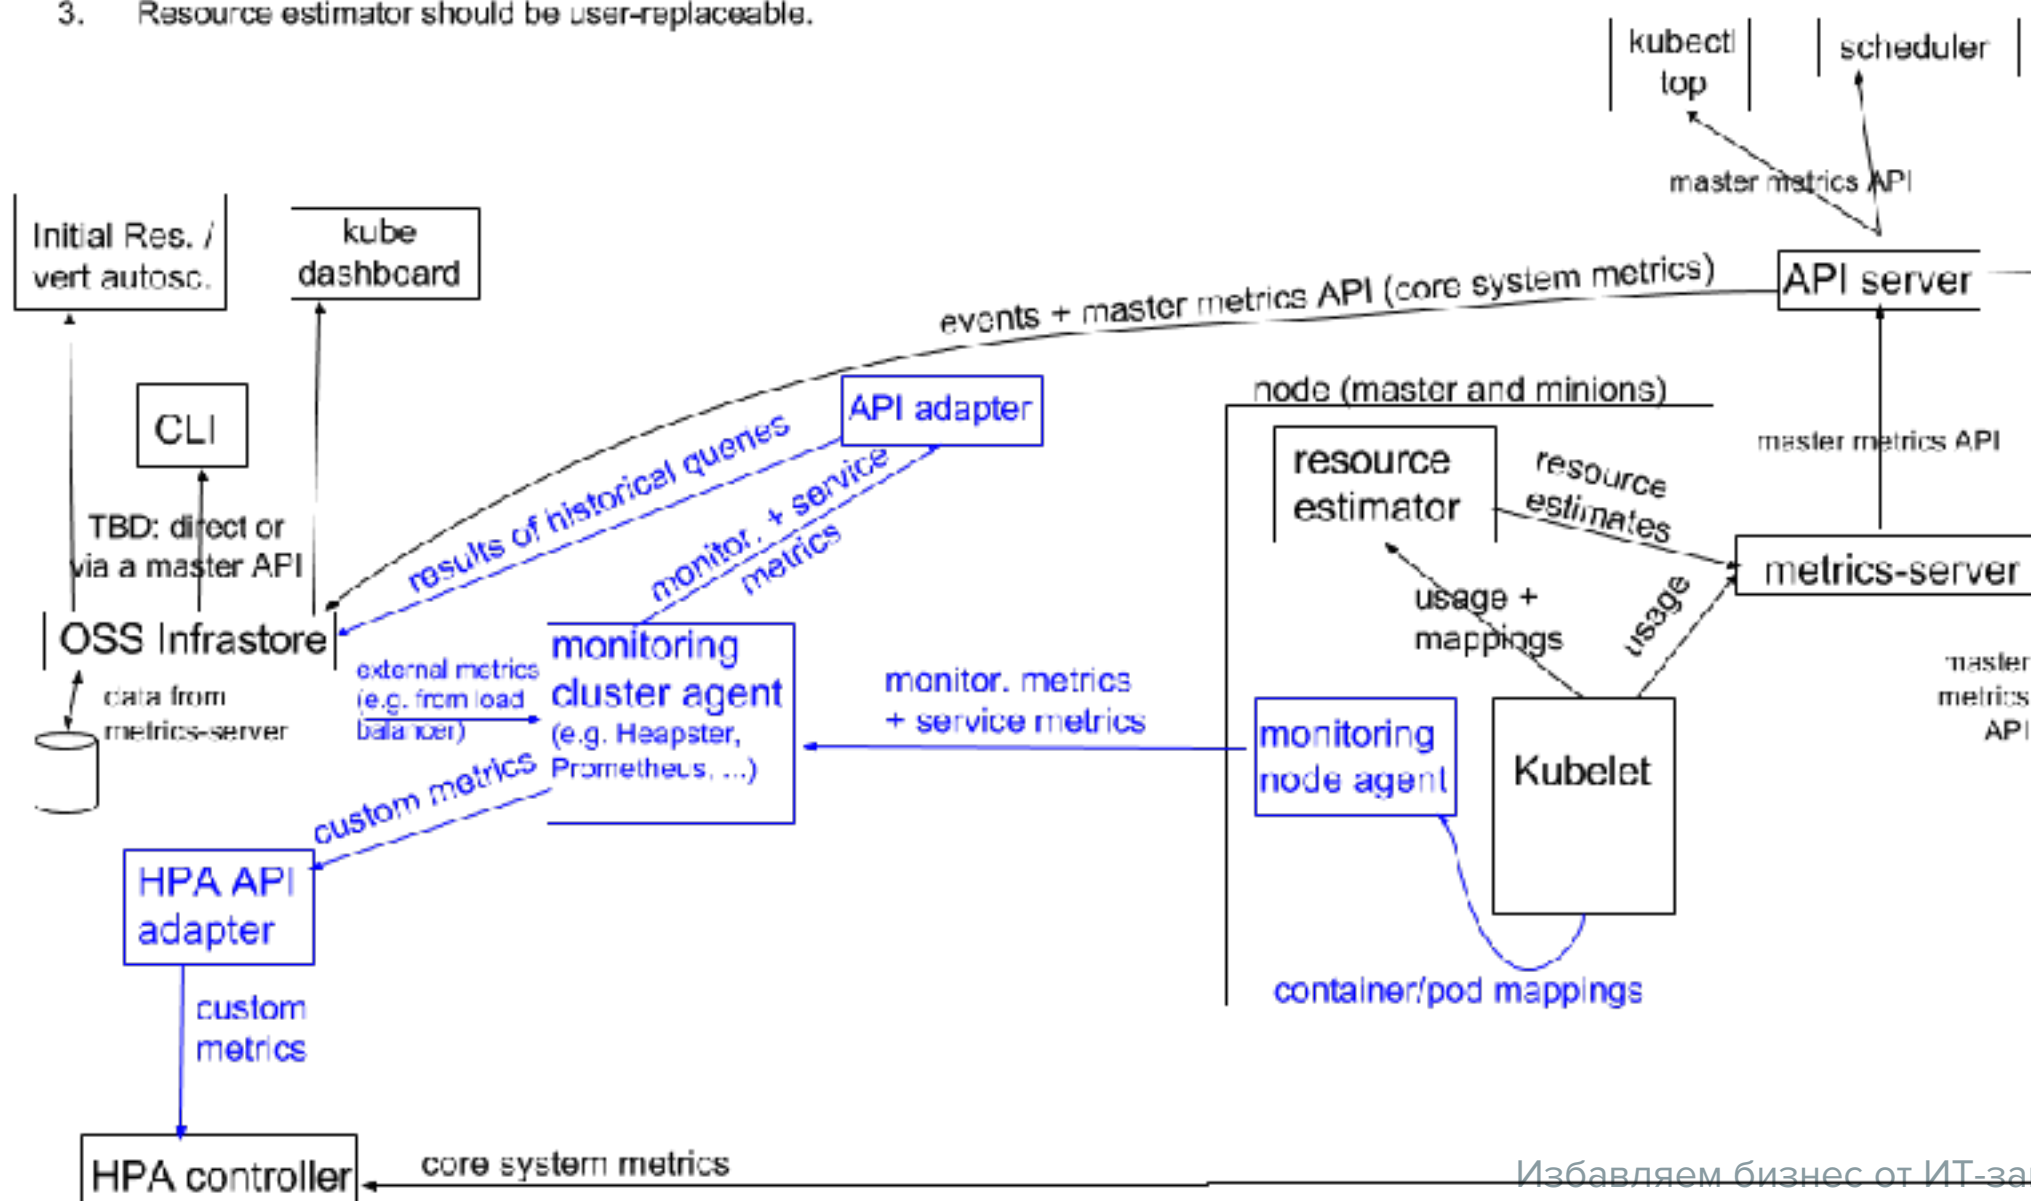 3. Resource estimator should be user-replaceable.
kubectl
top
scheduler
master metrics API
Initial Res. /
vert autosc.
kube
dashboard
events + master metrics API (core system metrics)
API server
CLI
API adapter
node (master and minions)
results of historical queries
monitor. + service
metrics
resource
estimator
resource
estimates
master metrics API
TBD: direct or
via a master API
metrics-server
usage +
mappings
usage
OSS Infrastore
data from
metrics-server
external metrics
(e.g. from load
balancer)
monitoring
cluster agent
(e.g. Heapster,
Prometheus, ...)
monitor. metrics
+ service metrics
monitoring
node agent
Kubelet
master
metrics
API
custom metrics
HPA API
adapter
container/pod mappings
custom
metrics
HPA controller
core system metrics
Избавляем бизнес от ИТ-за